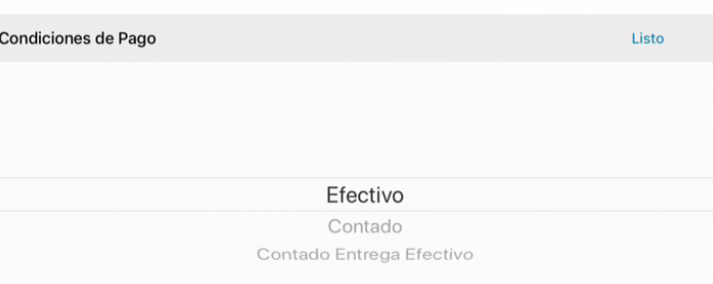 Condiciones de Pago Listo
Efectivo
Contado
Contado Entrega Efectivo